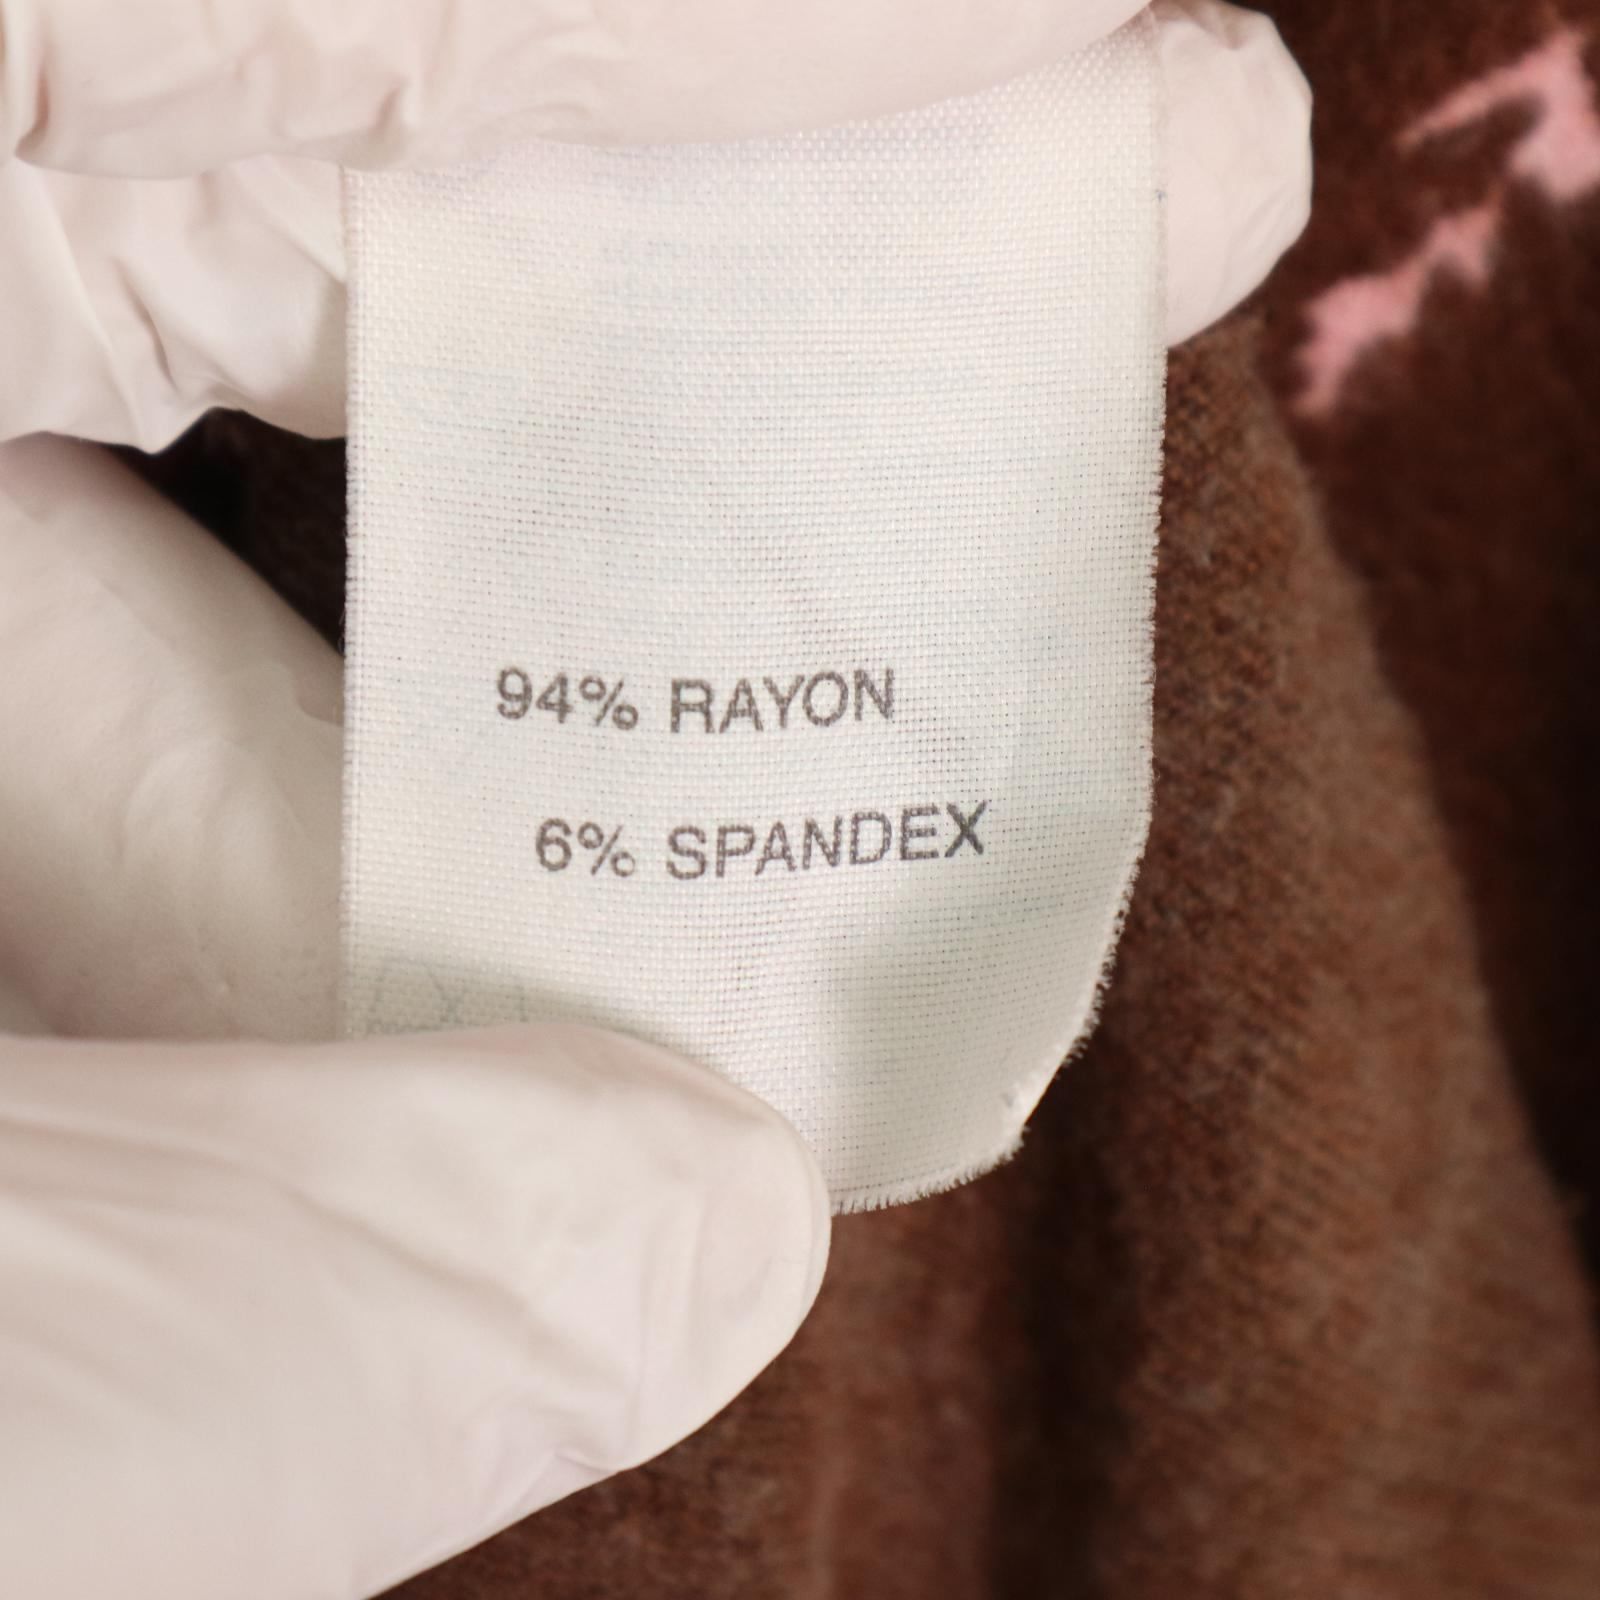 94% RAYON
6% SPANDEX